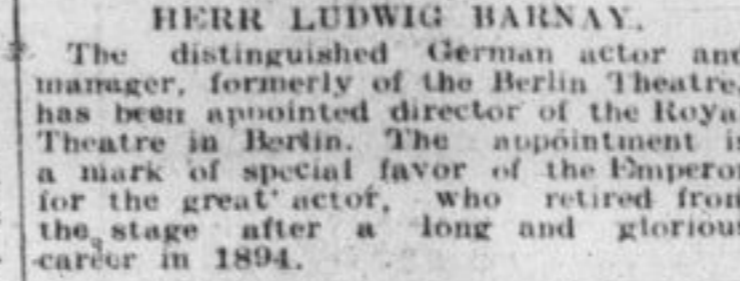 HERR LUDWIG BARNAY.
The distinguished German actor and
manager, formerly of the Berlin Theatre,
has been appointed director of the Roya
Theatre in Berlin. The appointment is
a mark of special favor of the Empero
for the great actor, who retired from
the stage after a long and glorious
career in 1894.